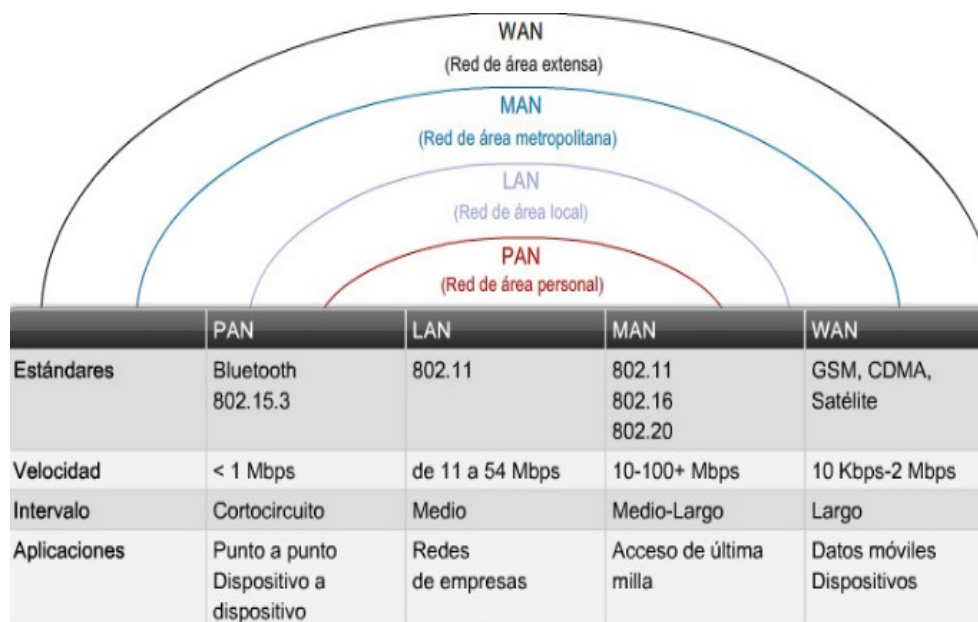 WAN
(Red de área extensa)
MAN
(Red de área metropolitana)
LAN
(Red de área local)
PAN
(Red de área personal)
PAN LAN MAN WAN
Estándares Bluetooth 802.11 802.11 GSM, CDMA,
802.15.3 802.16 Satélite
802.20
Velocidad < 1 Mbps de 11 a 54 Mbps 10-100+ Mbps 10 Kbps-2 Mbps
Intervalo Cortocircuito Medio Medio-Largo Largo
Aplicaciones Punto a punto Redes Acceso de última Datos móviles
Dispositivo a de empresas milla Dispositivos
dispositivo